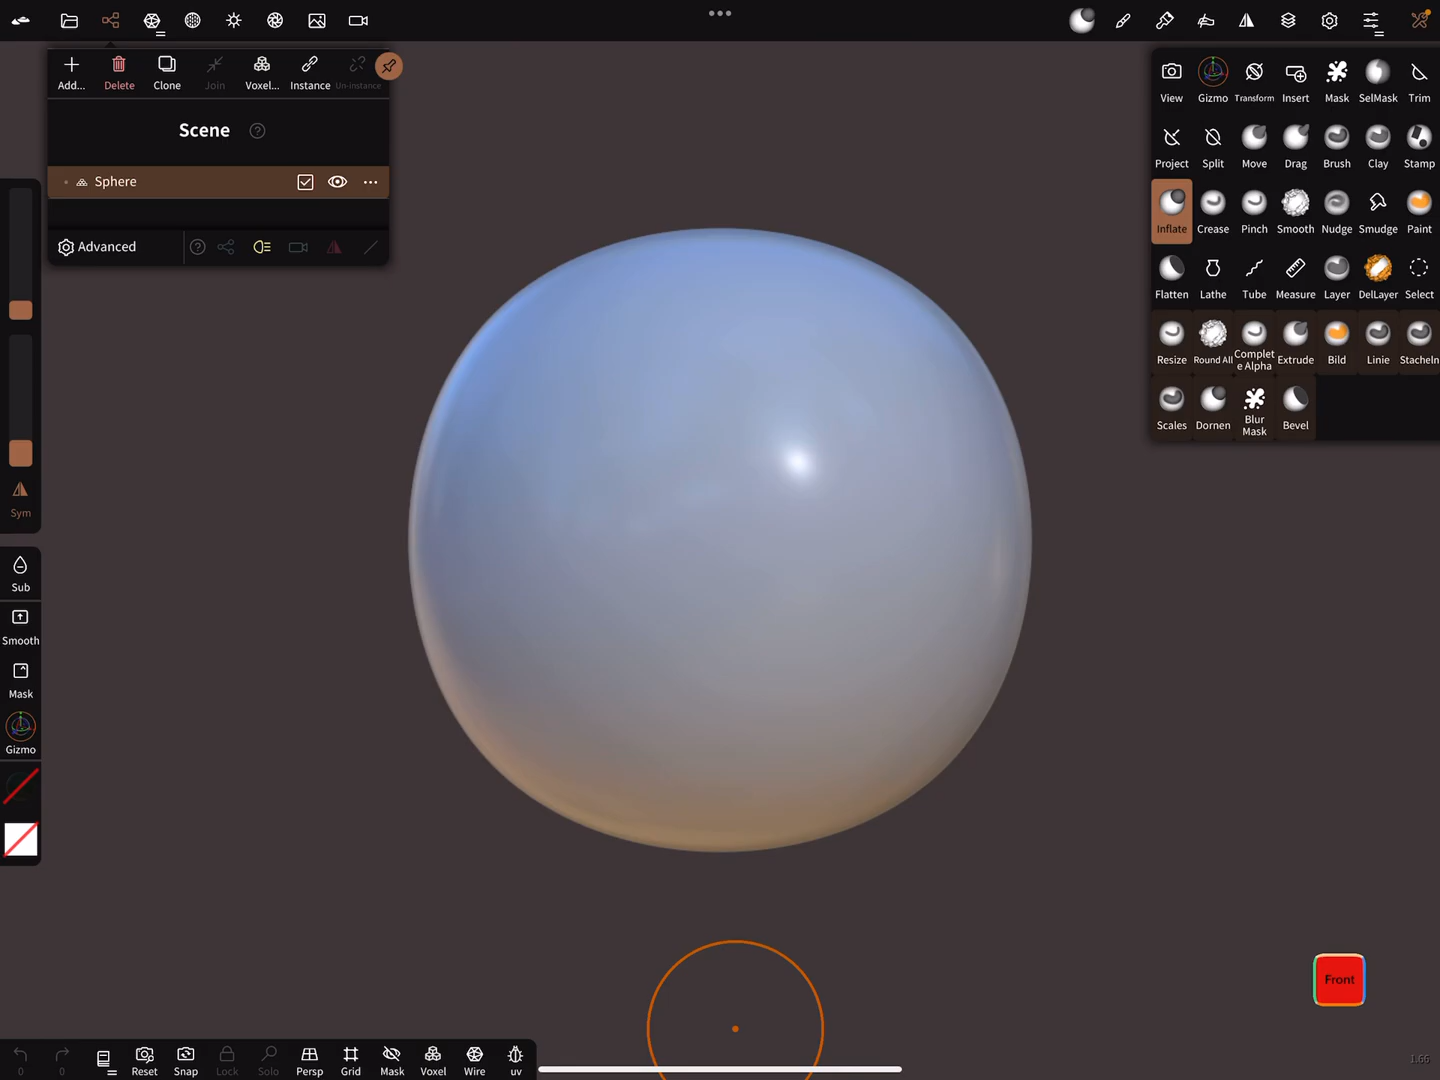 Add...
Delete
Clone
Join
Voxel...
Instance
Un-instance
Scene
?
Sphere
Advanced
?
View
Gizmo
Transform
Insert
Mask
SelMask
Trim
Project
Split
Move
Drag
Brush
Clay
Stamp
Inflate
Crease
Pinch
Smooth
Nudge
Smudge
Paint
Flatten
Lathe
Tube
Measure
Layer
DelLayer
Select
Resize
Round All
Complet
e Alpha
Extrude
Bild
Linie
Stacheln
Scales
Dornen
Blur
Mask
Bevel
Sym
Sub
Smooth
Mask
Gizmo
Front
0
0
Reset
Snap
Lock
Solo
Persp
Grid
Mask
Voxel
Wire
uv
1.66